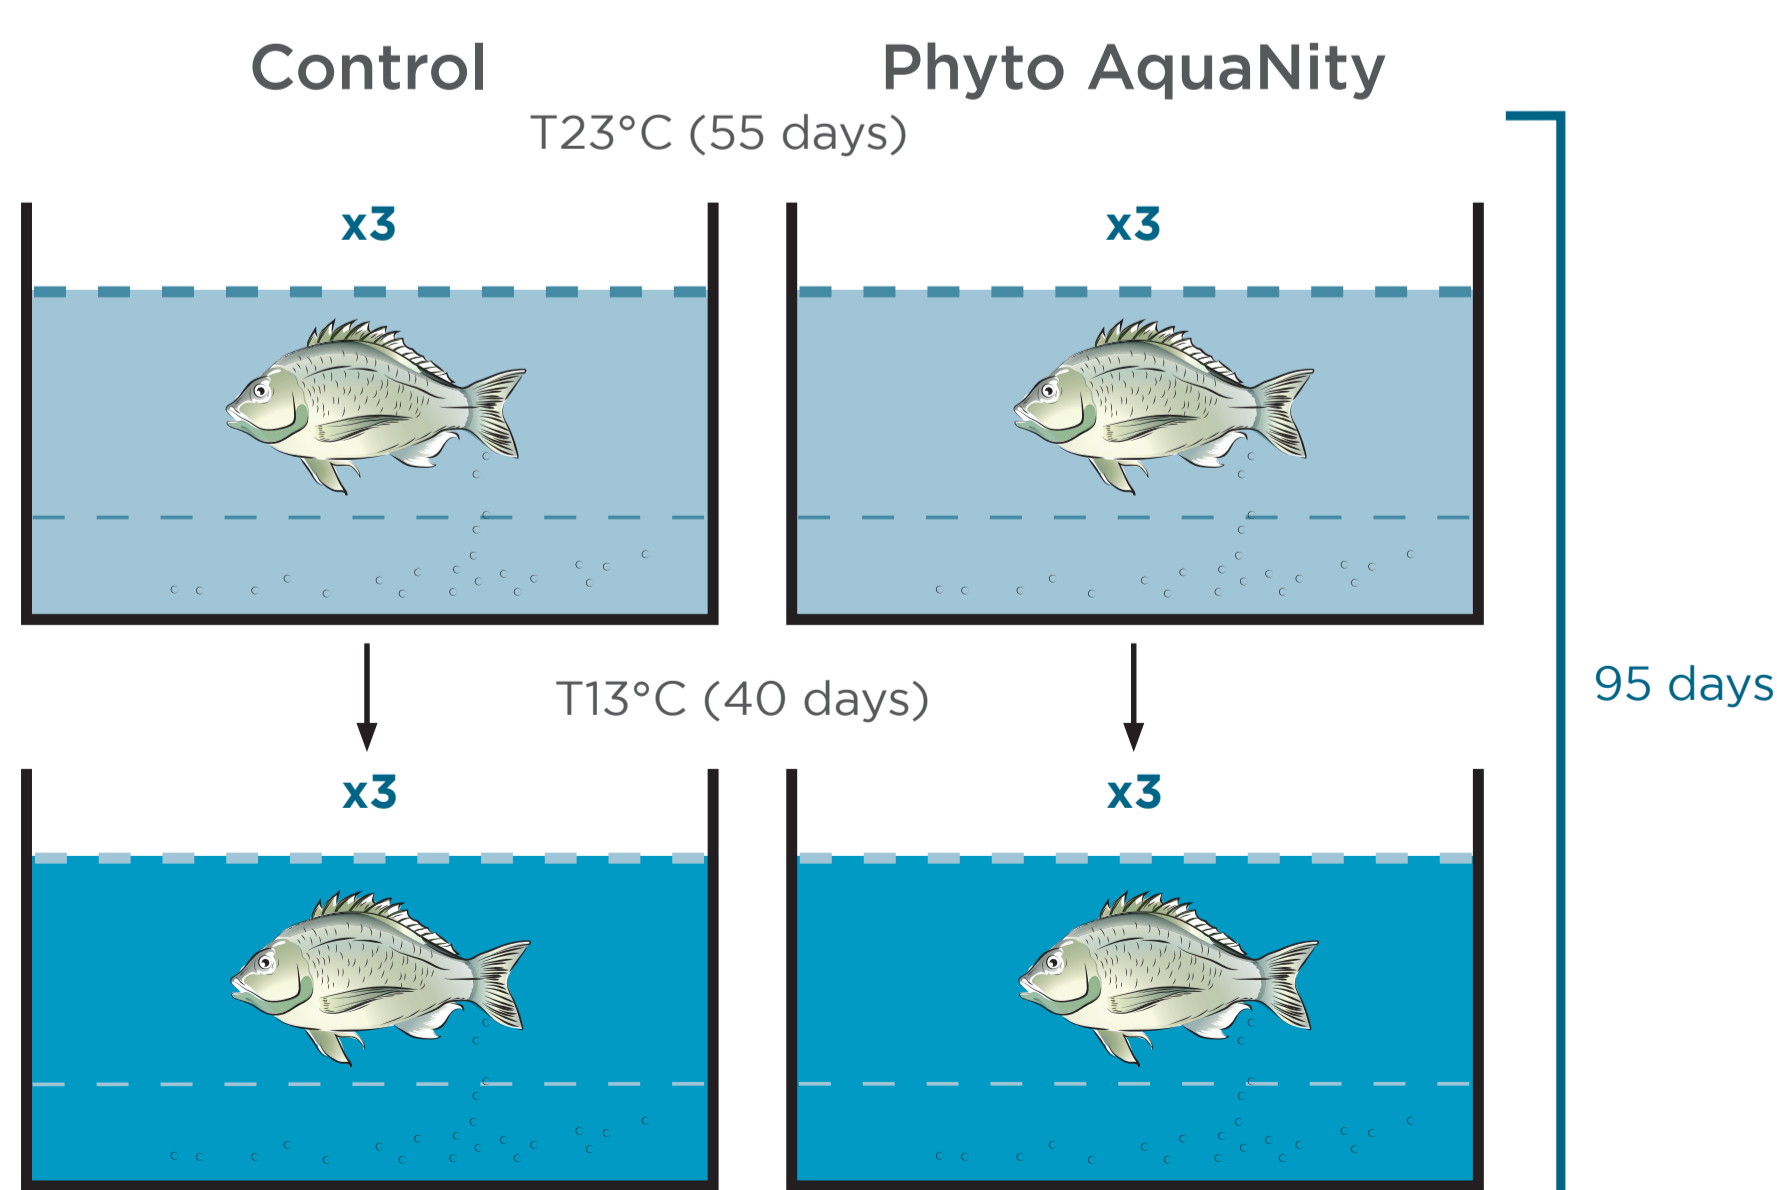 Control
Phyto AquaNity
T23°C (55 days)
x3
x3
T13°C (40 days)
95 days
x3
x3